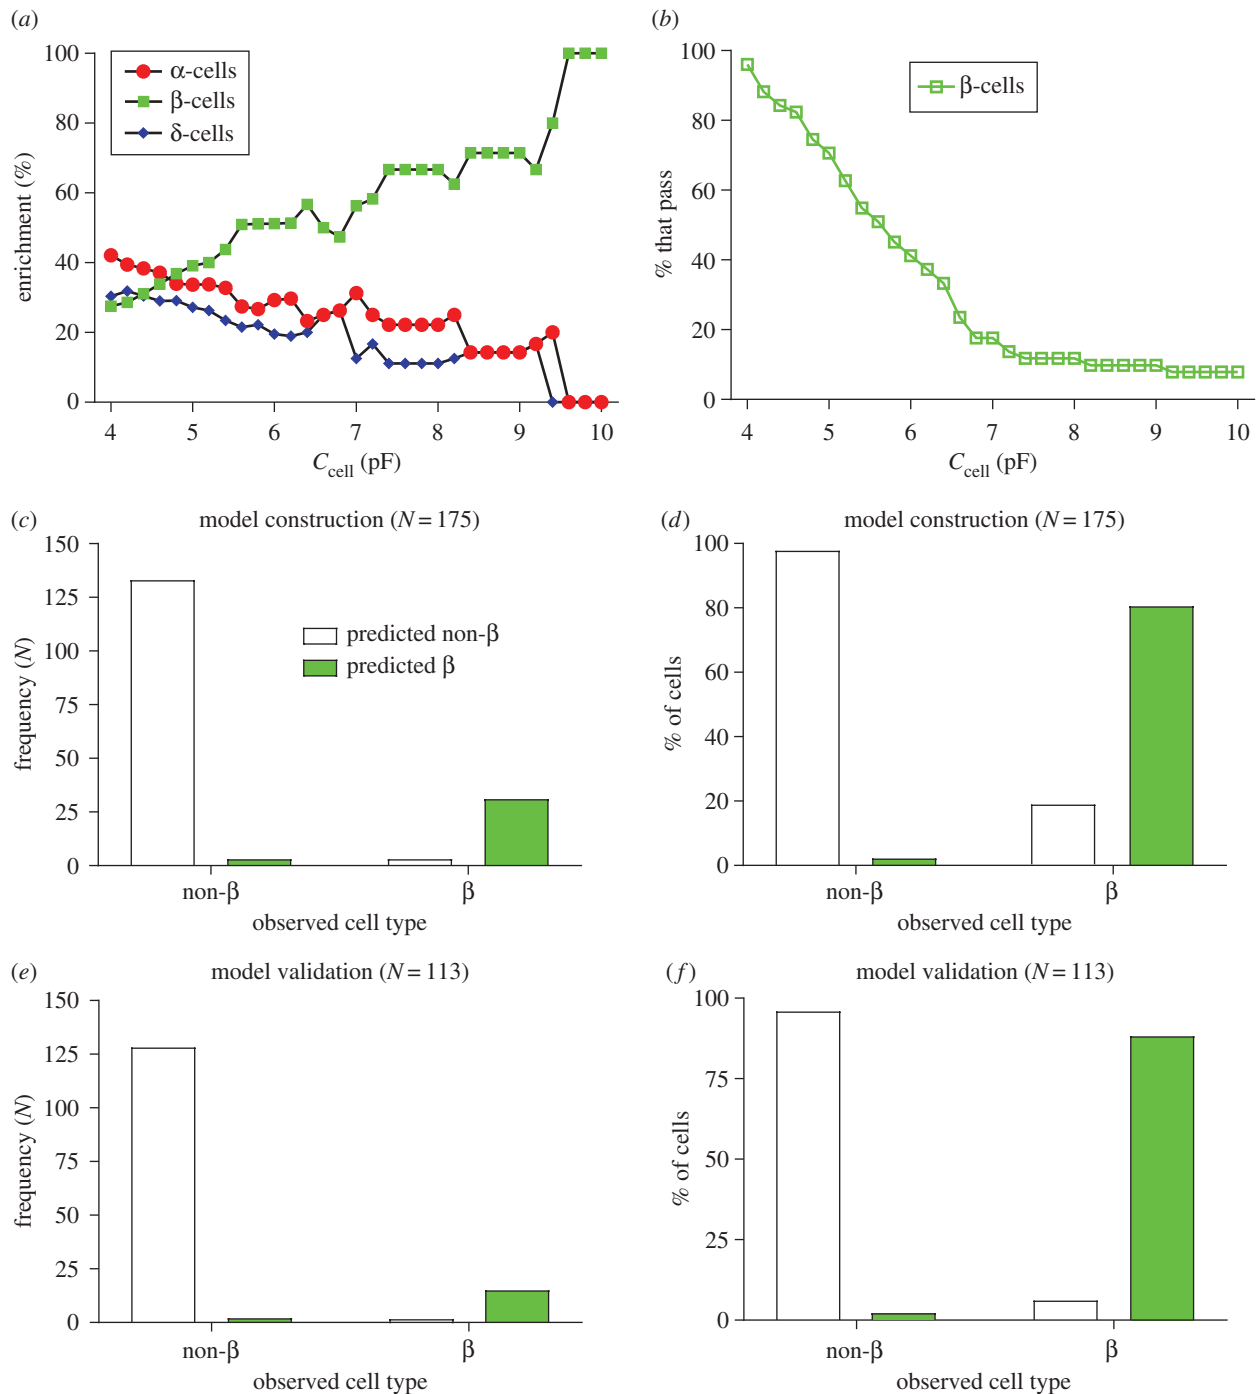 (a)
100
80
60
40
20
0
enrichment (%)
α-cells
β-cells
δ-cells
4 5 6 7 8 9 10
Ccell (pF)
(b)
100
80
60
40
20
0
% that pass
β-cells
4 5 6 7 8 9 10
Ccell (pF)
(c)
model construction (N = 175)
150
125
100
75
50
25
0
frequency (N)
predicted non-β
predicted β
non-β β
observed cell type
(d)
model construction (N = 175)
100
80
60
40
20
0
% of cells
non-β β
observed cell type
(e)
model validation (N = 113)
150
125
100
75
50
25
0
frequency (N)
non-β β
observed cell type
(f)
model validation (N = 113)
100
75
50
25
0
% of cells
non-β β
observed cell type